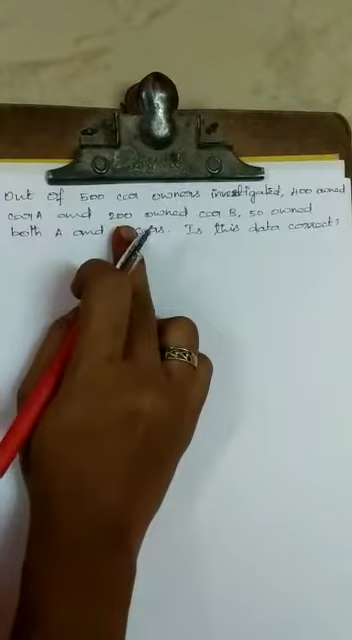 Out of 500 car owners investigated, 400 owned
car A and 200 owned car B, 50 owned
both A and cars. Is this data correct?